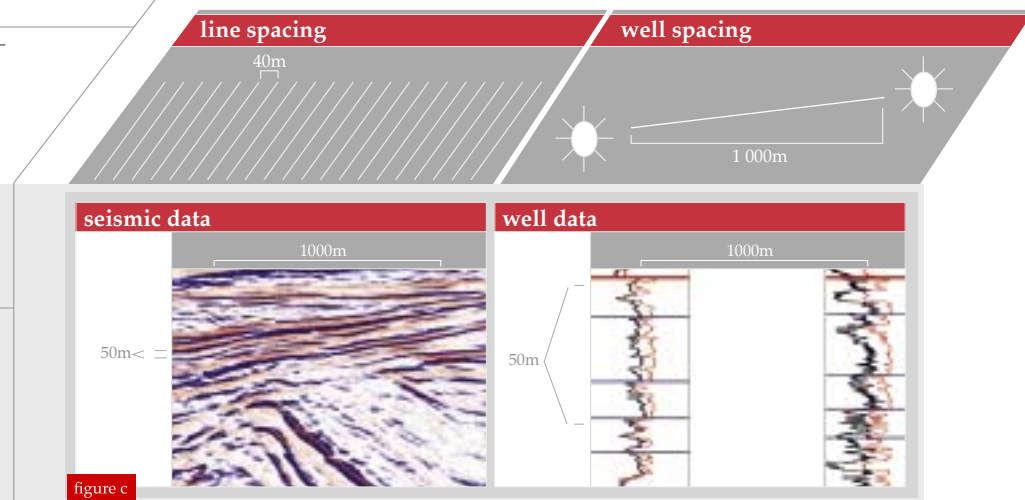 line spacing
well spacing
40m
1 000m
seismic data
well data
1000m
1000m
50m
50m
figure c